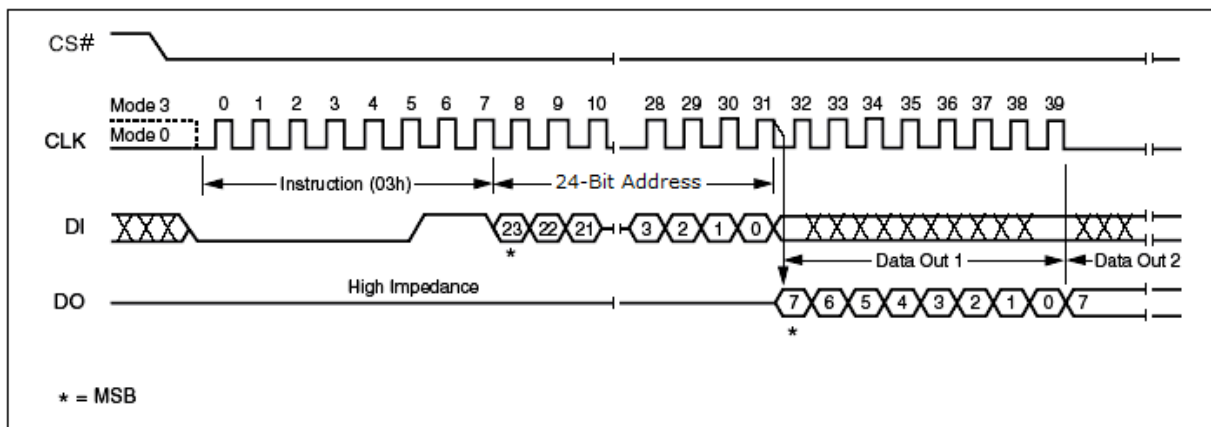 CS#
Mode 3 0 1 2 3 4 5 6 7 8 9 10 28 29 30 31 32 33 34 35 36 37 38 39
CLK Mode 0
Instruction (03h) 24-Bit Address
DI 23 22 21 3 2 1 0
* Data Out 1 Data Out 2
High Impedance
DO 7 6 5 4 3 2 1 0 7
*
* = MSB